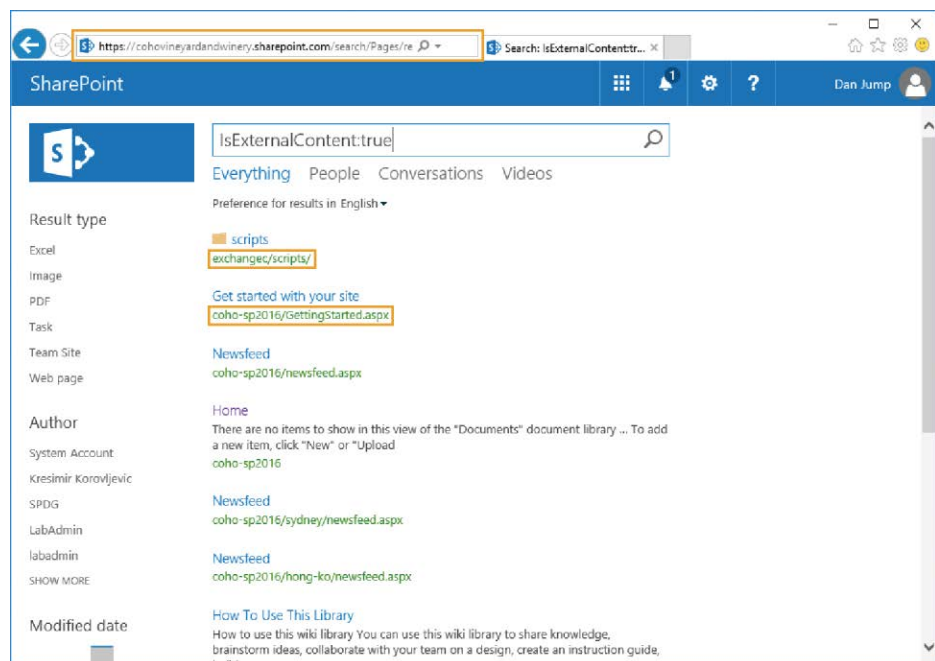 https://cohovineyardandwinery.sharepoint.com/search/Pages/re
Search: IsExternalContent:tr...
SharePoint
1
?
Dan Jump
S
IsExternalContent:true
Everything People Conversations Videos
Preference for results in English
Result type
Excel
Image
PDF
Task
Team Site
Web page
Author
System Account
Kresimir Korovljevic
SPDG
LabAdmin
labadmin
SHOW MORE
Modified date
scripts
exchangec/scripts/
Get started with your site
coho-sp2016/GettingStarted.aspx
Newsfeed
coho-sp2016/newsfeed.aspx
Home
There are no items to show in this view of the "Documents" document library ... To add
a new item, click "New" or "Upload
coho-sp2016
Newsfeed
coho-sp2016/sydney/newsfeed.aspx
Newsfeed
coho-sp2016/hong-ko/newsfeed.aspx
How To Use This Library
How to use this wiki library You can use this wiki library to share knowledge,
brainstorm ideas, collaborate with your team on a design, create an instruction guide,